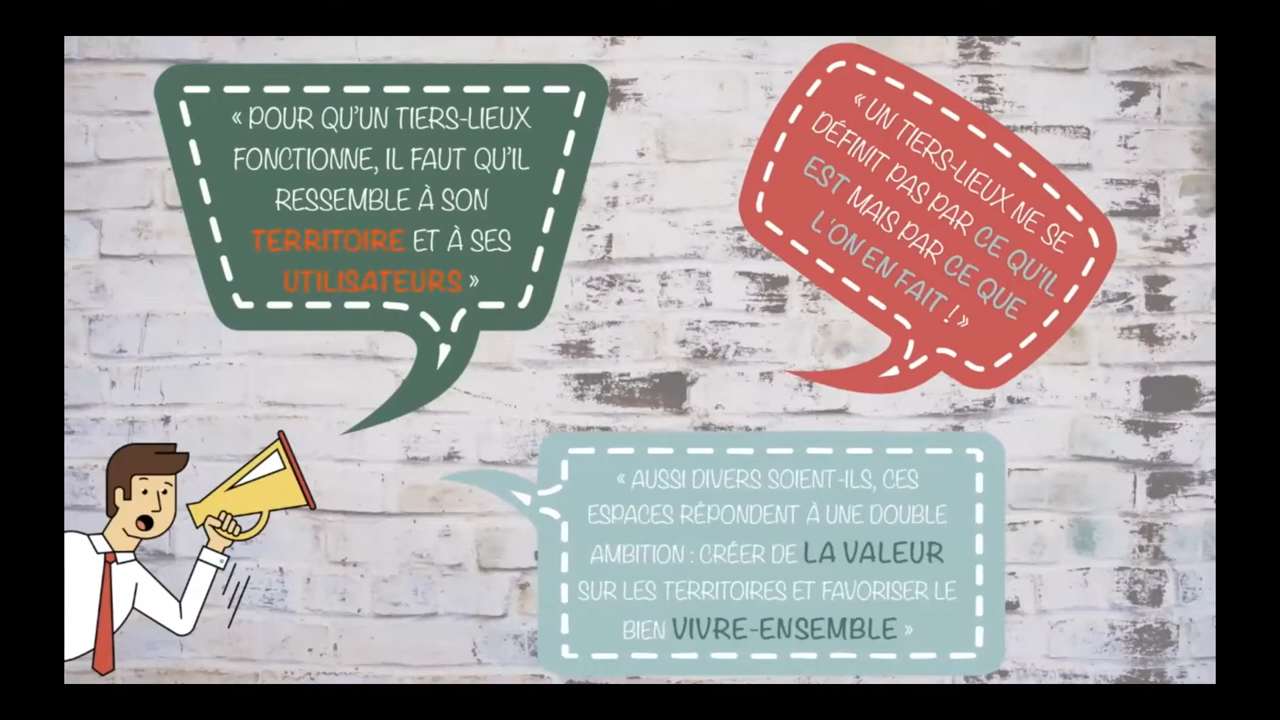 « POUR QU'UN TIERS-LIEUX
FONCTIONNE, IL FAUT QU'IL
RESSEMBLE À SON
TERRITOIRE ET À SES
UTILISATEURS »
« UN TIERS-LIEUX NE SE
DÉFINIT PAS PAR CE QU'IL
EST MAIS PAR CE QUE
L'ON EN FAIT ! »
« AUSSI DIVERS SOIENT-ILS, CES
ESPACES RÉPONDENT À UNE DOUBLE
AMBITION : CRÉER DE LA VALEUR
SUR LES TERRITOIRES ET FAVORISER LE
BIEN VIVRE-ENSEMBLE »